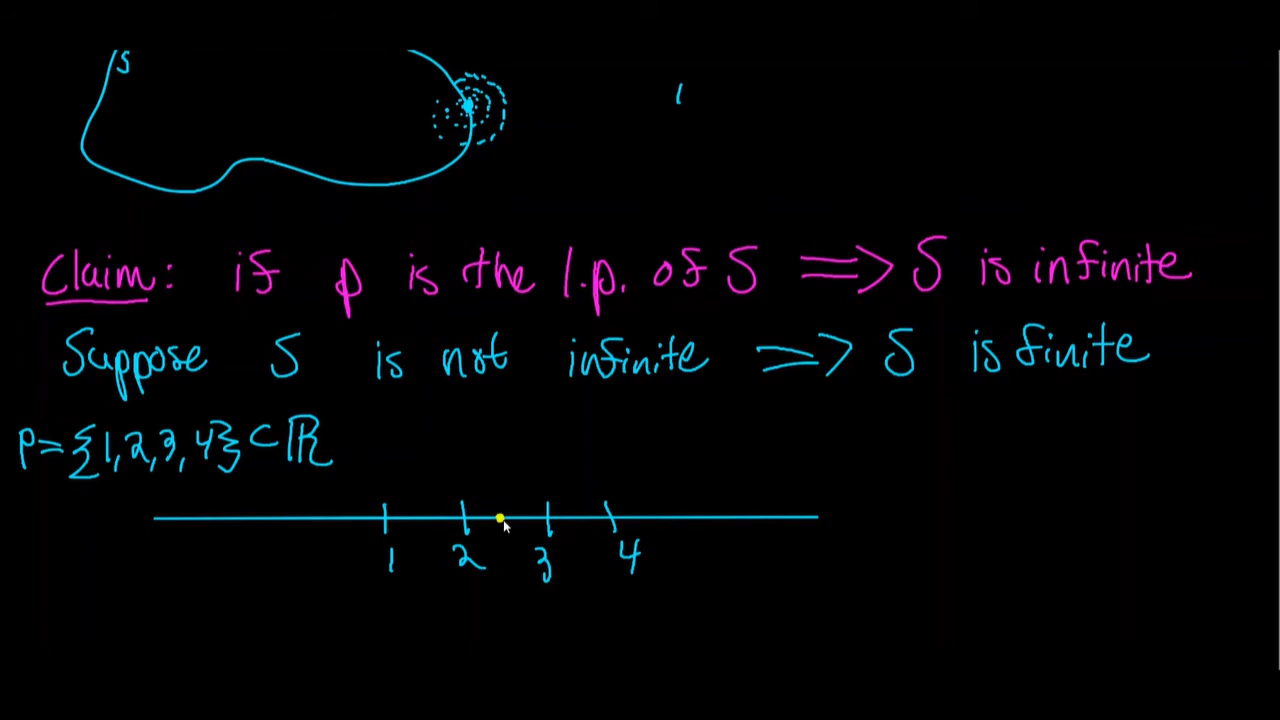 S
Claim: if p is the l.p. of S => S is infinite
Suppose S is not infinite => S is finite
P={1,2,3,4}⊂ℝ
1 2 3 4